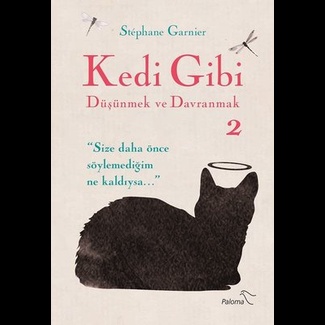 Stéphane Garnier
Kedi Gibi
Düşünmek ve Davranmak
2
“Size daha önce
söylemediğim
ne kaldıysa...”
Paloma